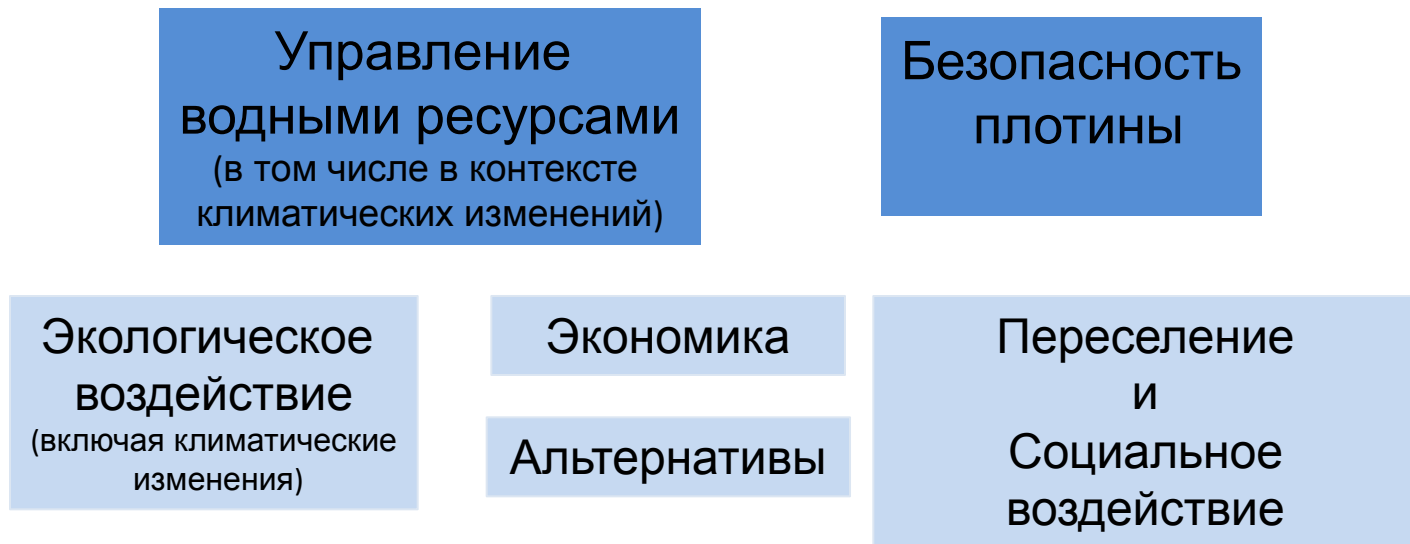 Управление
водными ресурсами
(в том числе в контексте
климатических изменений)
Безопасность
плотины
Экологическое
воздействие
(включая климатические
изменения)
Экономика
Альтернативы
Переселение
и
Социальное
воздействие